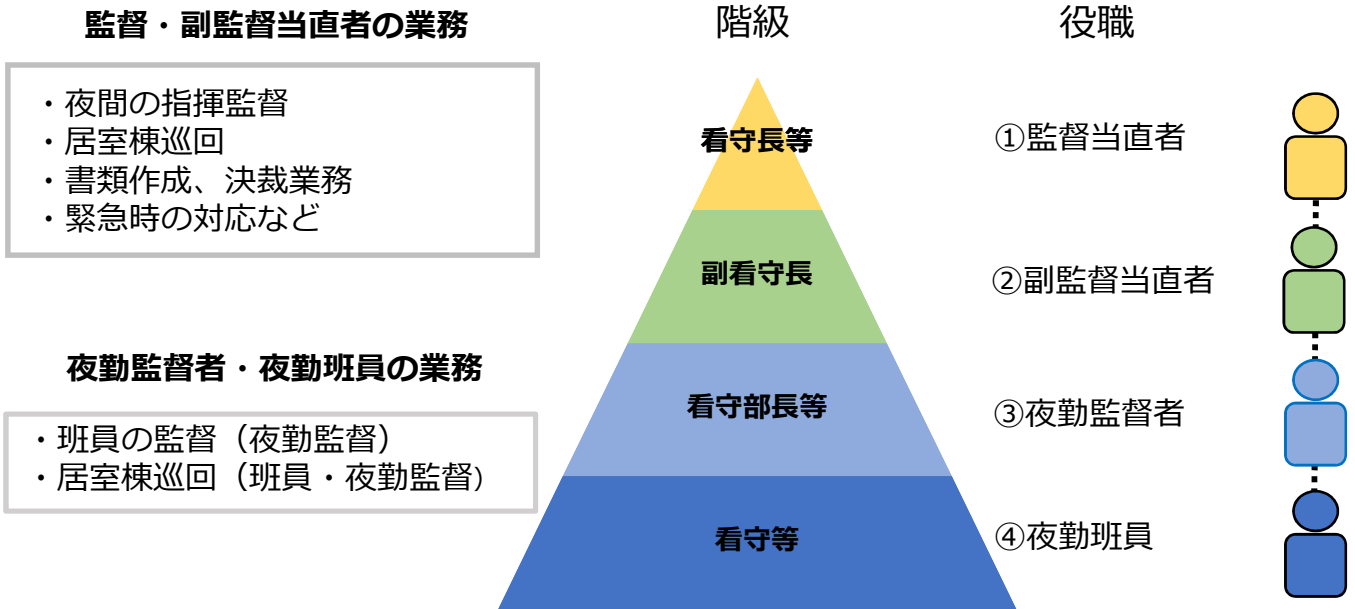 監督・副監督当直者の業務
・夜間の指揮監督
・居室棟巡回
・書類作成、決裁業務
・緊急時の対応など
夜勤監督者・夜勤班員の業務
・班員の監督（夜勤監督）
・居室棟巡回（班員・夜勤監督）
階級
看守長等
副看守長
看守部長等
看守等
役職
①監督当直者
②副監督当直者
③夜勤監督者
④夜勤班員